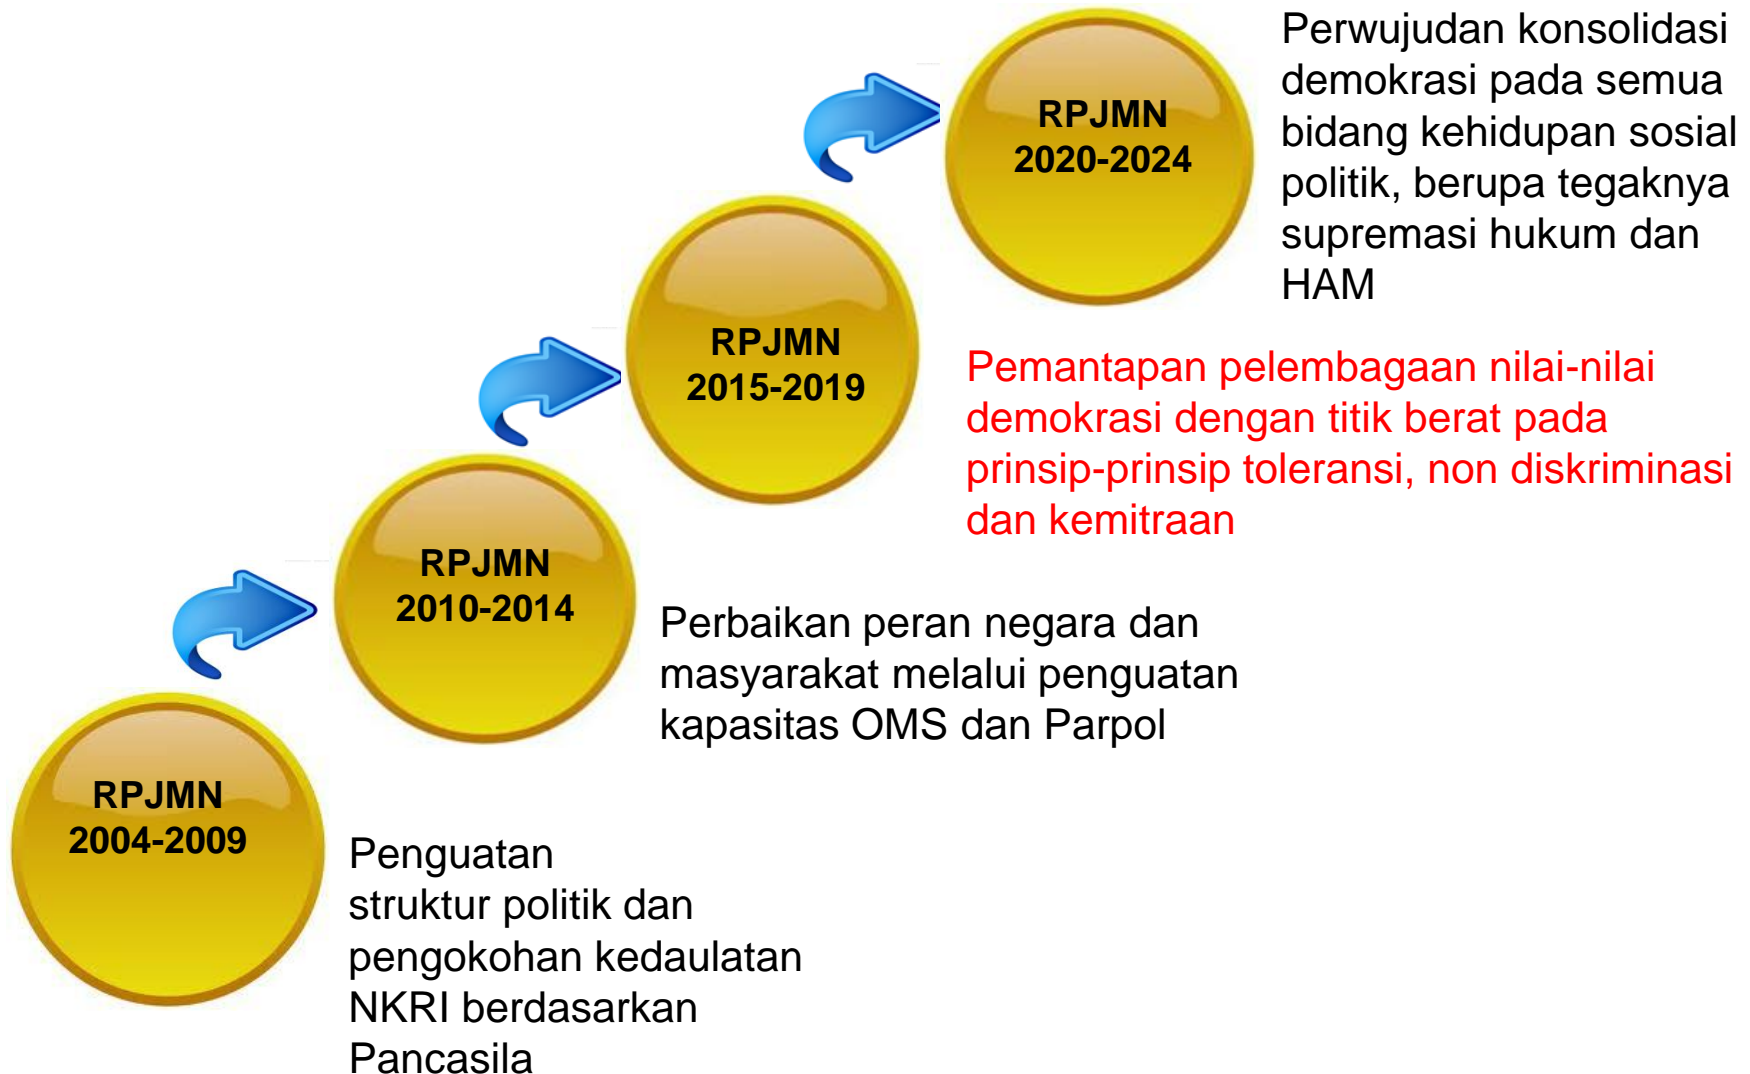 RPJMN
2020-2024
Perwujudan konsolidasi
demokrasi pada semua
bidang kehidupan sosial
politik, berupa tegaknya
supremasi hukum dan
HAM
RPJMN
2015-2019
Pemantapan pelembagaan nilai-nilai
demokrasi dengan titik berat pada
prinsip-prinsip toleransi, non diskriminasi
dan kemitraan
RPJMN
2010-2014
Perbaikan peran negara dan
masyarakat melalui penguatan
kapasitas OMS dan Parpol
RPJMN
2004-2009
Penguatan
struktur politik dan
pengokohan kedaulatan
NKRI berdasarkan
Pancasila